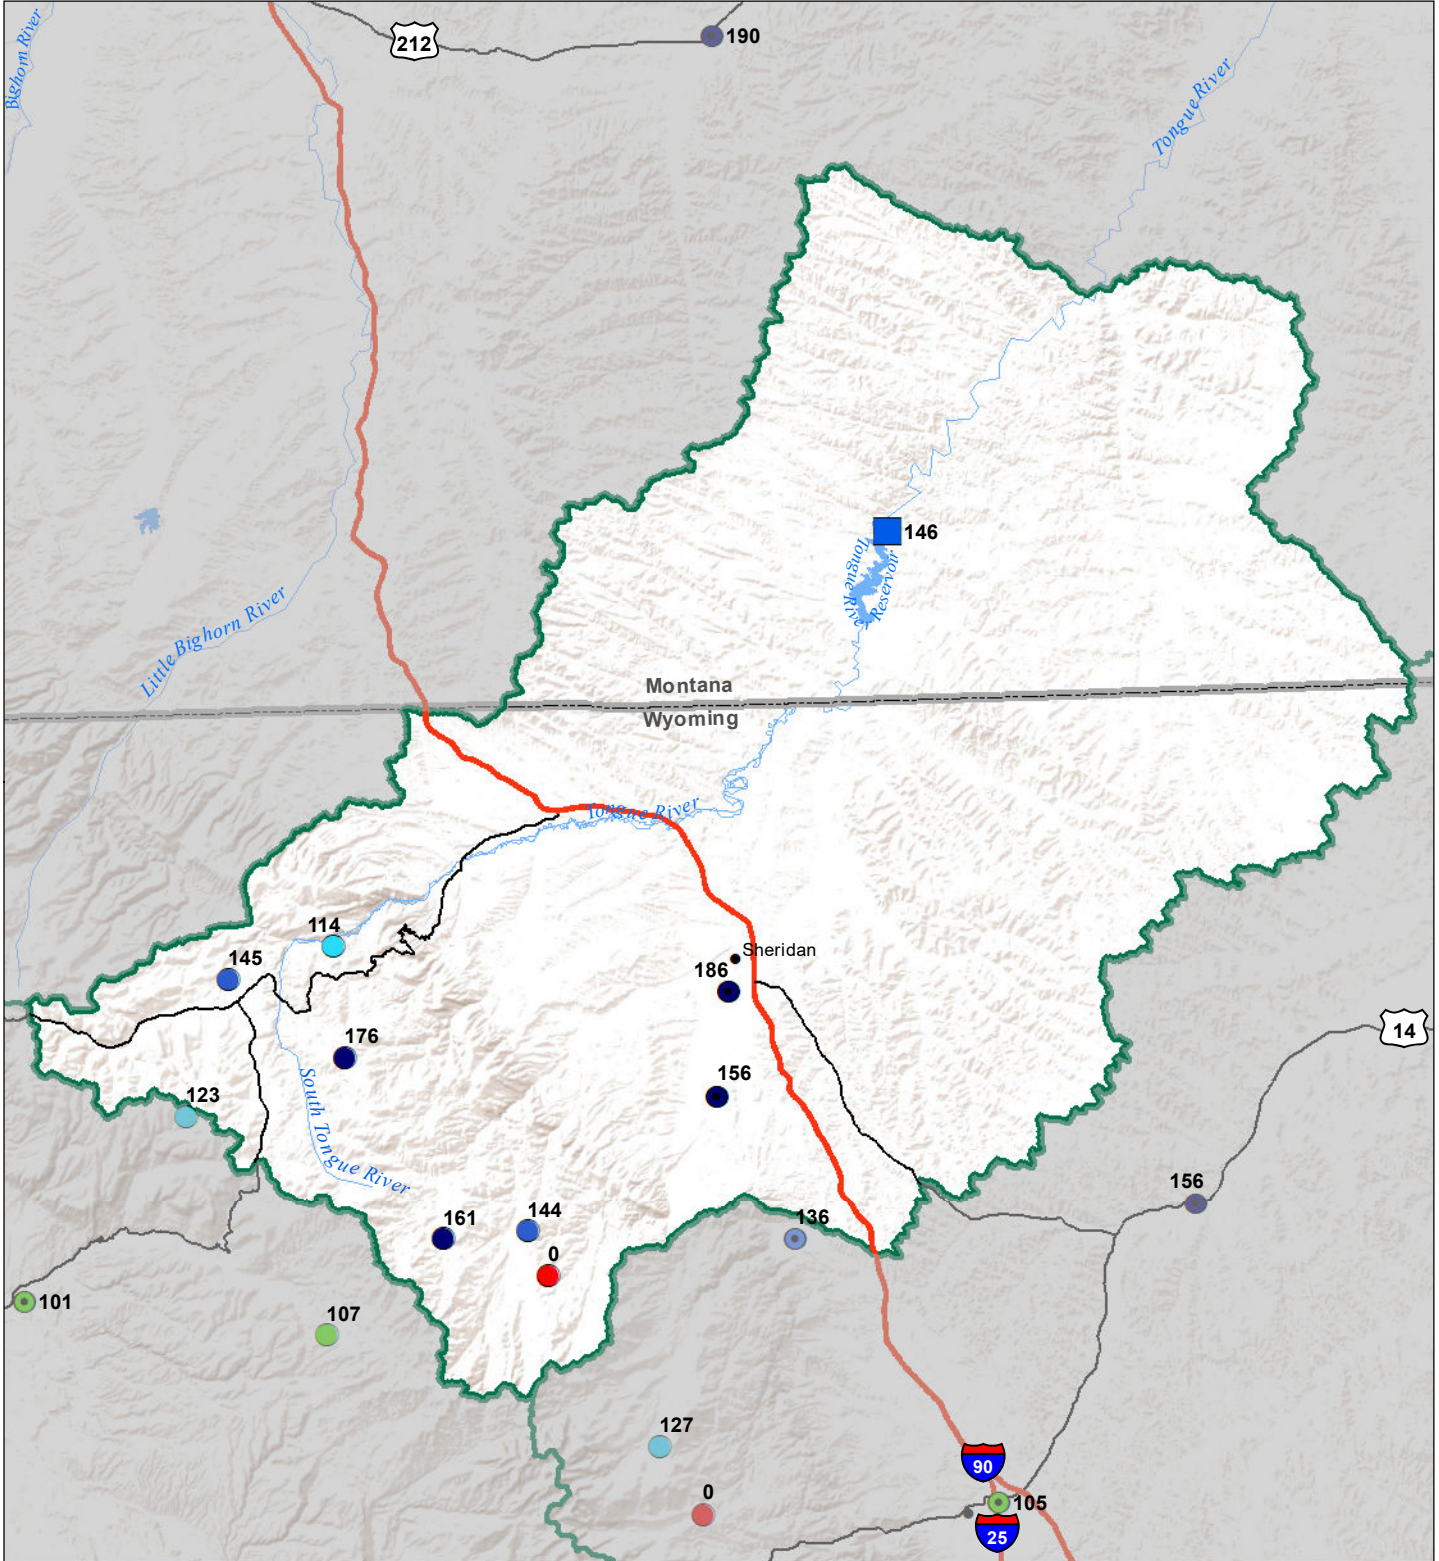 190
212
Bighorn River
Tongue River
146
Tongue River
Reservoir
Little Bighorn River
Montana
Wyoming
Tongue River
114
145
Sheridan
186
176
14
156
123
South Tongue River
156
161
144
136
0
101
107
127
90
0
105
25